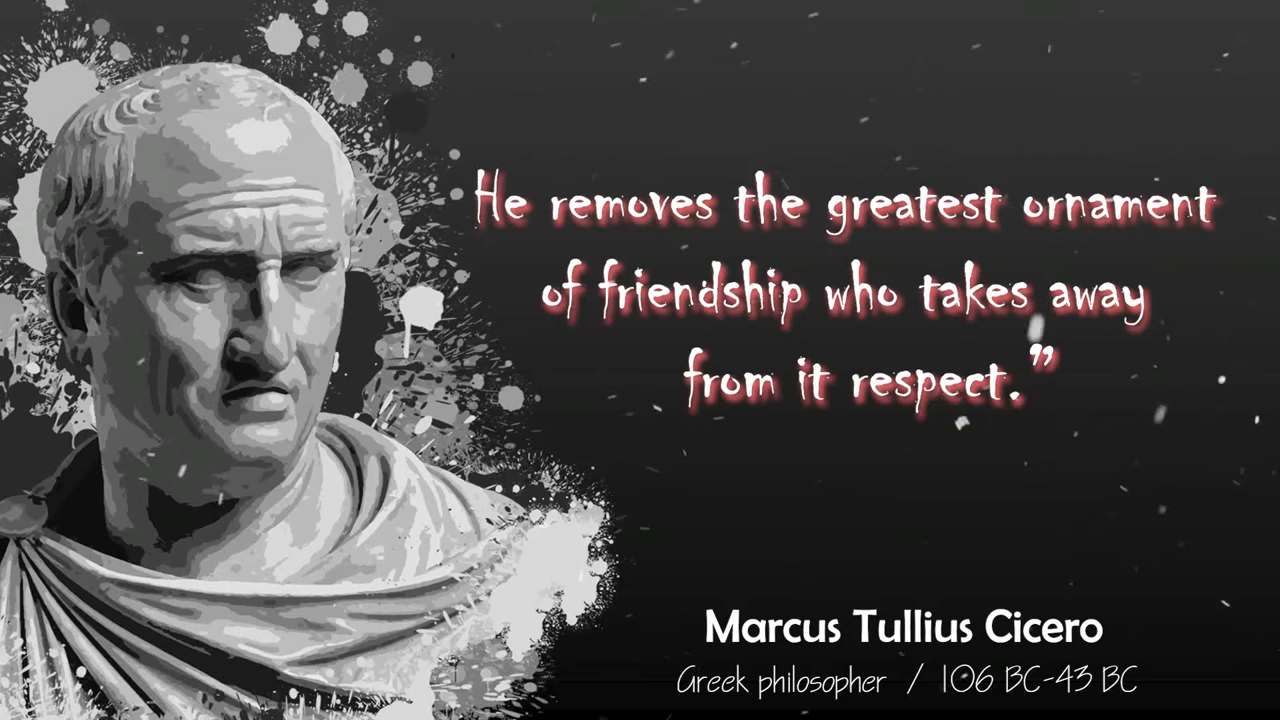 He removes the greatest ornament
of friendship who takes away
from it respect.”
Marcus Tullius Cicero
Greek philosopher / 106 BC-43 BC